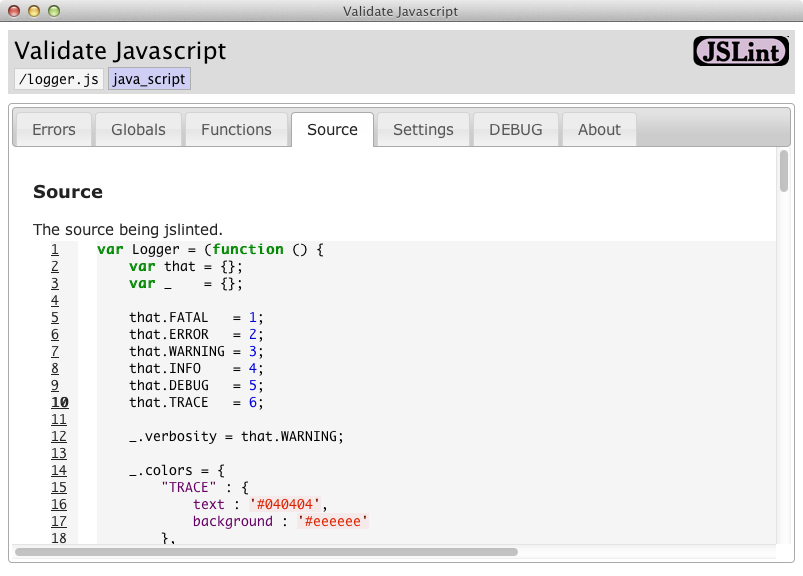 Validate Javascript
Validate Javascript
JSLint
/logger.js java_script
Errors Globals Functions Source Settings DEBUG About
Source
The source being jslinted.
1 var Logger = (function () {
2     var that = {};
3     var _    = {};
4
5     that.FATAL   = 1;
6     that.ERROR   = 2;
7     that.WARNING = 3;
8     that.INFO    = 4;
9     that.DEBUG   = 5;
10     that.TRACE   = 6;
11
12     _.verbosity = that.WARNING;
13
14     _.colors = {
15         "TRACE" : {
16             text : '#040404',
17             background : '#eeeeee'
18         },